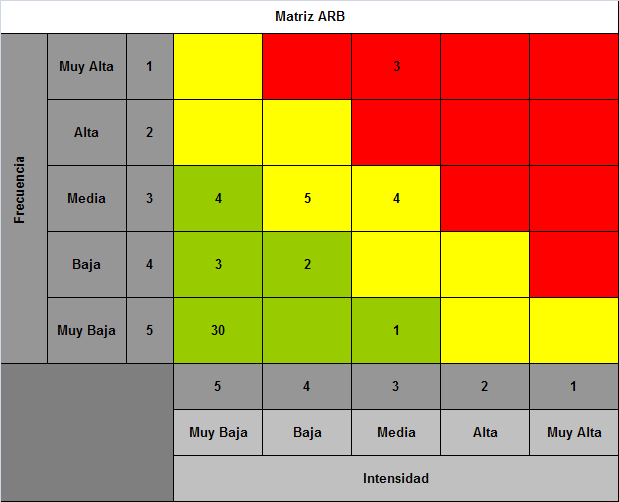 Matriz ARB
Frecuencia
Muy Alta 1 3
Alta 2
Media 3 4 5 4
Baja 4 3 2
Muy Baja 5 30 1
5 4 3 2 1
Muy Baja Baja Media Alta Muy Alta
Intensidad